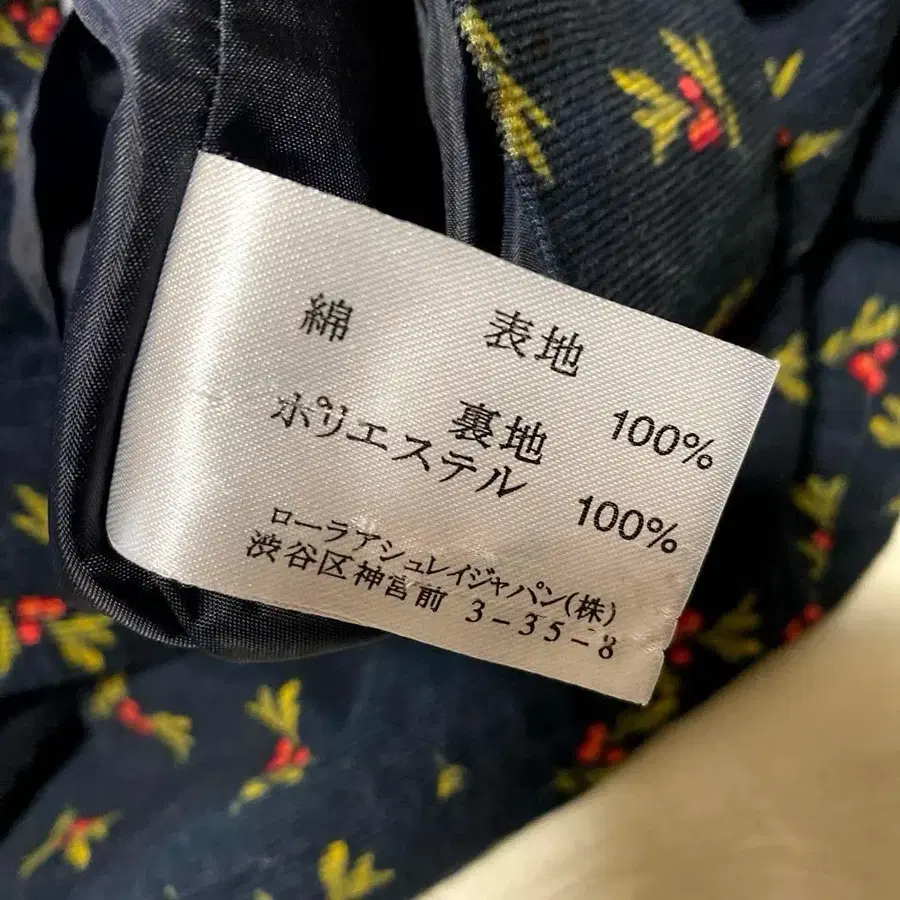 表地
綿 100%
裏地
ポリエステル 100%
ローラアシュレイジャパン(株)
渋谷区神宮前 3-35-8